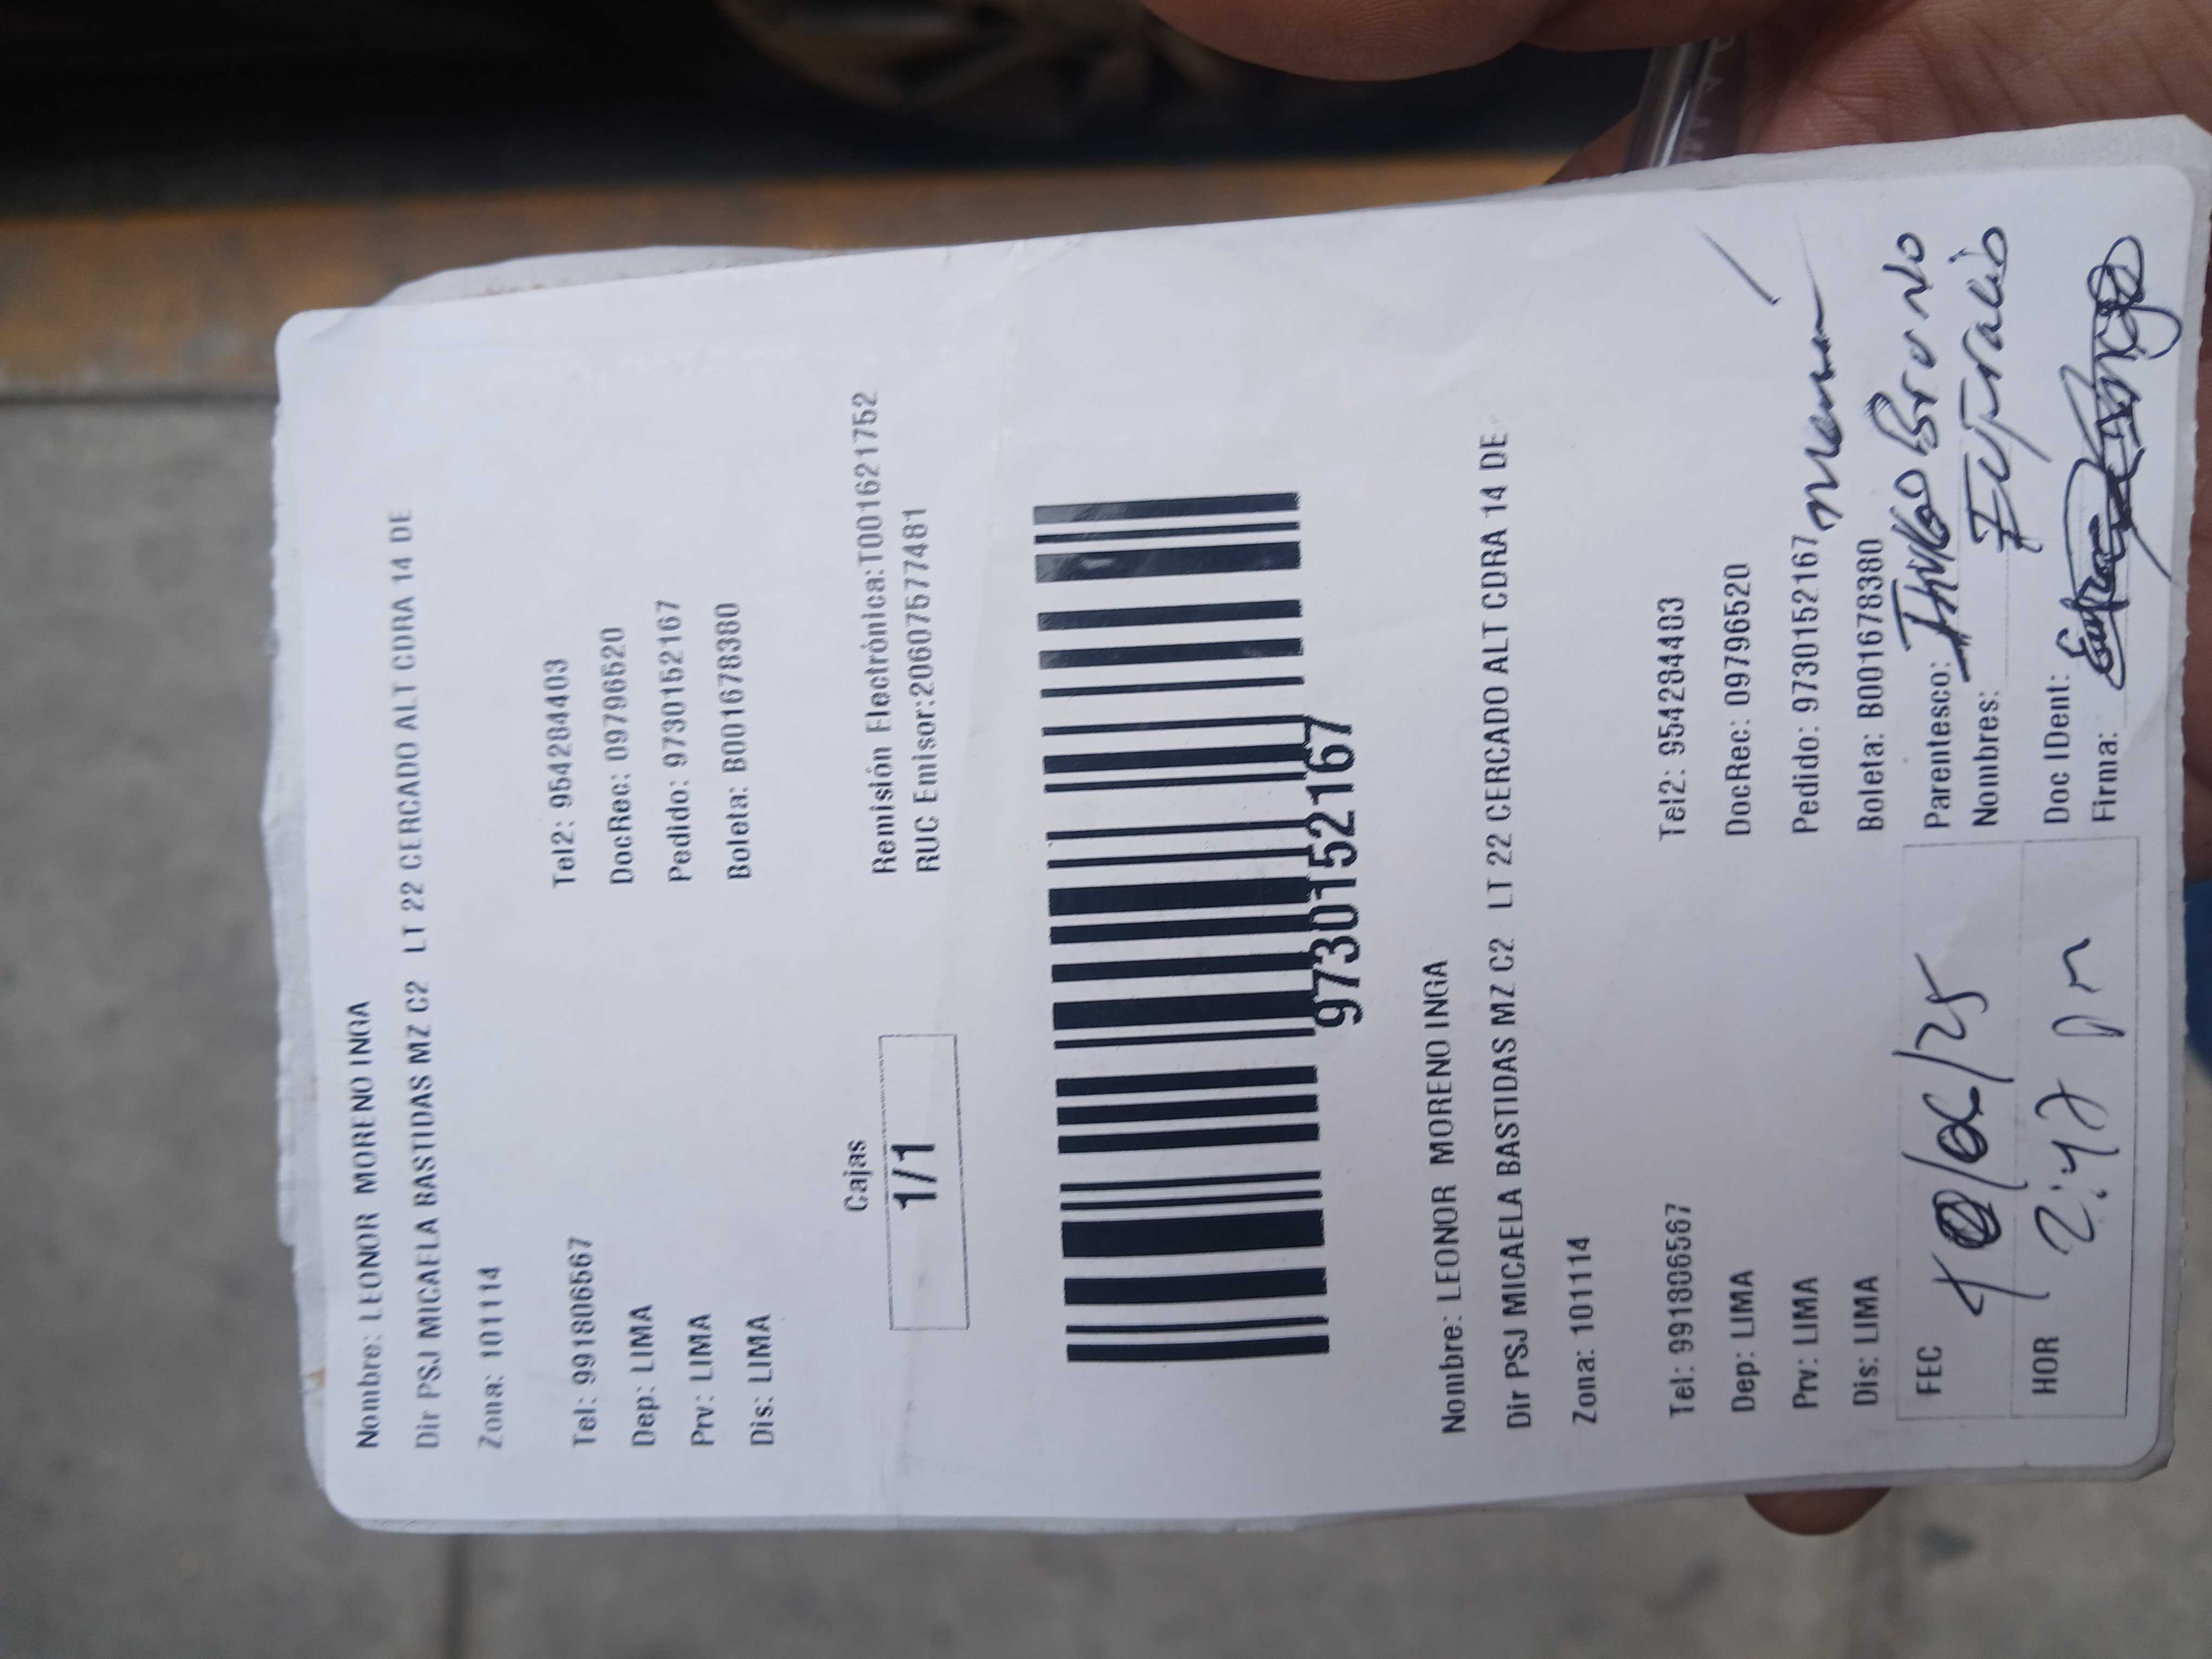 Nombre: LEONOR MORENO INGA
Dir PSJ MICAELA BASTIDAS MZ C2 LT 22 CERCADO ALT CDRA 14 DE
Zona: 101114
Tel: 991806567 Tel2: 954284403
Dep: LIMA DocRec: 09796520
Prv: LIMA Pedido: 9730152167
Dis: LIMA Boleta: B001678380
Cajas Remisión Electrónica:T001621752
1/1 RUC Emisor:20607577481
9730152167
Nombre: LEONOR MORENO INGA
Dir PSJ MICAELA BASTIDAS MZ C2 LT 22 CERCADO ALT CDRA 14 DE
Zona: 101114
Tel: 991806567 Tel2: 954284403
Dep: LIMA DocRec: 09796520
Prv: LIMA Pedido: 9730152167
Dis: LIMA Boleta: B001678380
FEC Parentesco:
Nombres:
HOR 2:47 pm Doc IDent:
Firma: